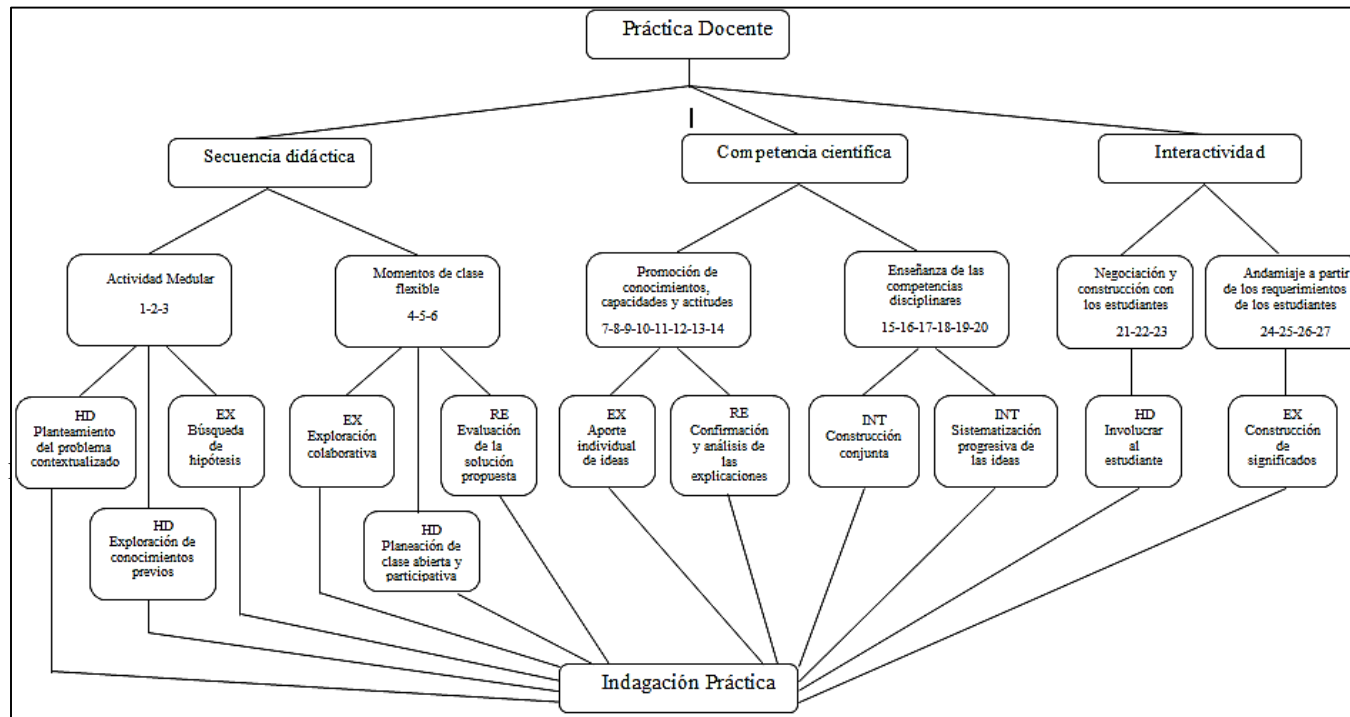 Práctica Docente
Secuencia didáctica
Competencia científica
Interactividad
Actividad Medular
1-2-3
Momentos de clase
flexible
4-5-6
Promoción de
conocimientos,
capacidades y actitudes
7-8-9-10-11-12-13-14
Enseñanza de las
competencias
disciplinares
15-16-17-18-19-20
Negociación y
construcción con
los estudiantes
21-22-23
Andamiaje a partir
de los requerimientos
de los estudiantes
24-25-26-27
HD
Planteamiento
del problema
contextualizado
EX
Búsqueda
de
hipótesis
EX
Exploración
colaborativa
RE
Evaluación
de la
solución
propuesta
EX
Aporte
individual
de ideas
RE
Confirmación
y análisis de
las
explicaciones
INT
Construcción
conjunta
INT
Sistematización
progresiva
de las ideas
HD
Involucrar
al
estudiante
EX
Construcción
de
significados
HD
Exploración de
conocimientos
previos
HD
Planeación de
clase abierta y
participativa
Indagación Práctica